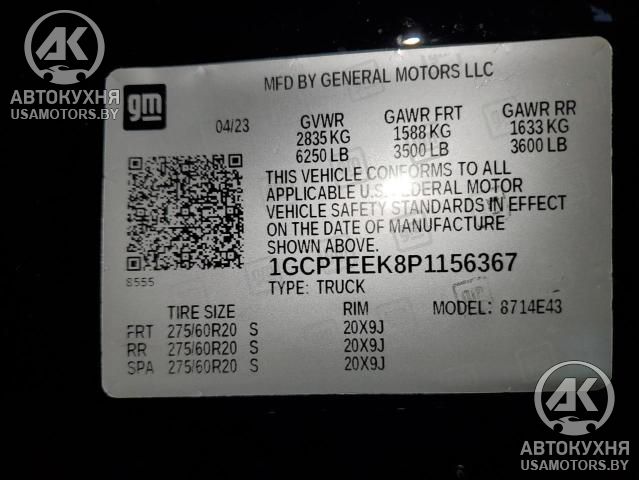 AK
АВТОКУХНЯ
USAMOTORS.BY
gm
MFD BY GENERAL MOTORS LLC
04/23
GVWR GAWR FRT GAWR RR
2835 KG 1588 KG 1633 KG
6250 LB 3500 LB 3600 LB
THIS VEHICLE CONFORMS TO ALL
APPLICABLE U.S. FEDERAL MOTOR
VEHICLE SAFETY STANDARDS IN EFFECT
ON THE DATE OF MANUFACTURE
SHOWN ABOVE.
8555
1GCPTEEK8P1156367
TYPE: TRUCK
TIRE SIZE RIM MODEL: 8714E43
FRT 275/60R20 S 20X9J
RR 275/60R20 S 20X9J
SPA 275/60R20 S 20X9J
AK
АВТОКУХНЯ
USAMOTORS.BY